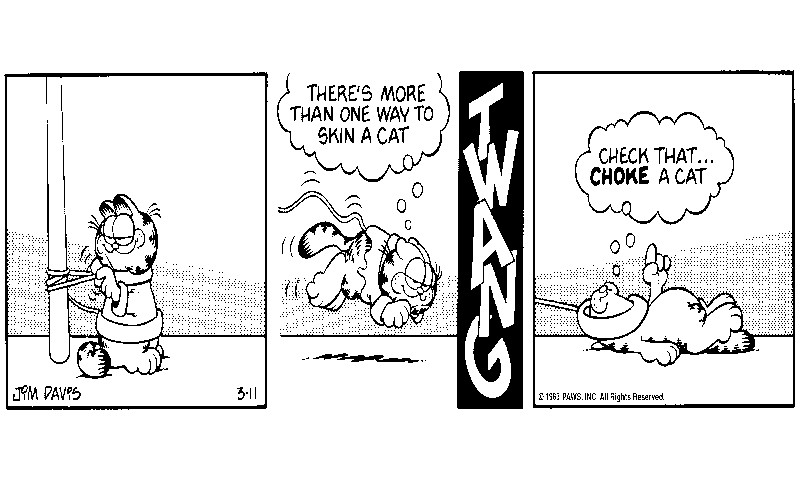 JIM DAVIS
3-11
THERE'S MORE
THAN ONE WAY TO
SKIN A CAT
TWANG
CHECK THAT...
CHOKE A CAT
© 1983 PAWS, INC. All Rights Reserved.